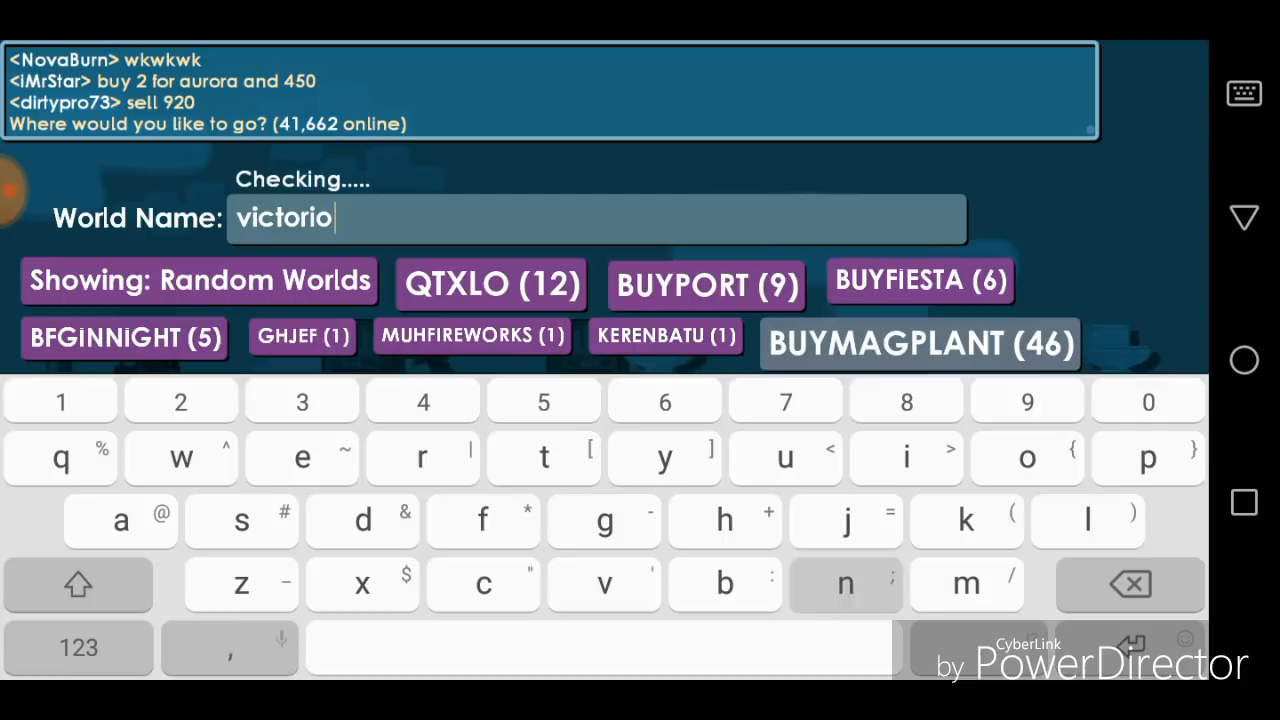 <NovaBurn> wkwkwk
<iMrStar> buy 2 for aurora and 450
<dirtypro73> sell 920
Where would you like to go? (41,662 online)
Checking.....
World Name: victorio
Showing: Random Worlds QTXLO (12) BUYPORT (9) BUYFiESTA (6)
BFGiNNiGHT (5) GHJEF (1) MUHFIREWORKS (1) KERENBATU (1) BUYMAGPLANT (46)
1 2 3 4 5 6 7 8 9 0
q % w ^ e ~ r | t [ y ] u < i > o { p }
a @ s # d & f * g - h + j = k ( l )
z _ x $ c " v ' b : n ; m /
123 , !?
CyberLink
by PowerDirector